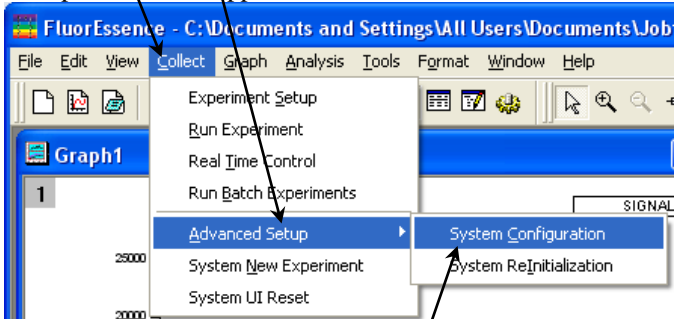 FluorEssence - C:\Documents and Settings\All Users\Documents\Job
File Edit View Collect Graph Analysis Tools Format Window Help
Graph1
1
Experiment Setup
Run Experiment
Real Time Control
Run Batch Experiments
Advanced Setup
System New Experiment
System UI Reset
System Configuration
System ReInitialization
SIGNAL
25000
20000